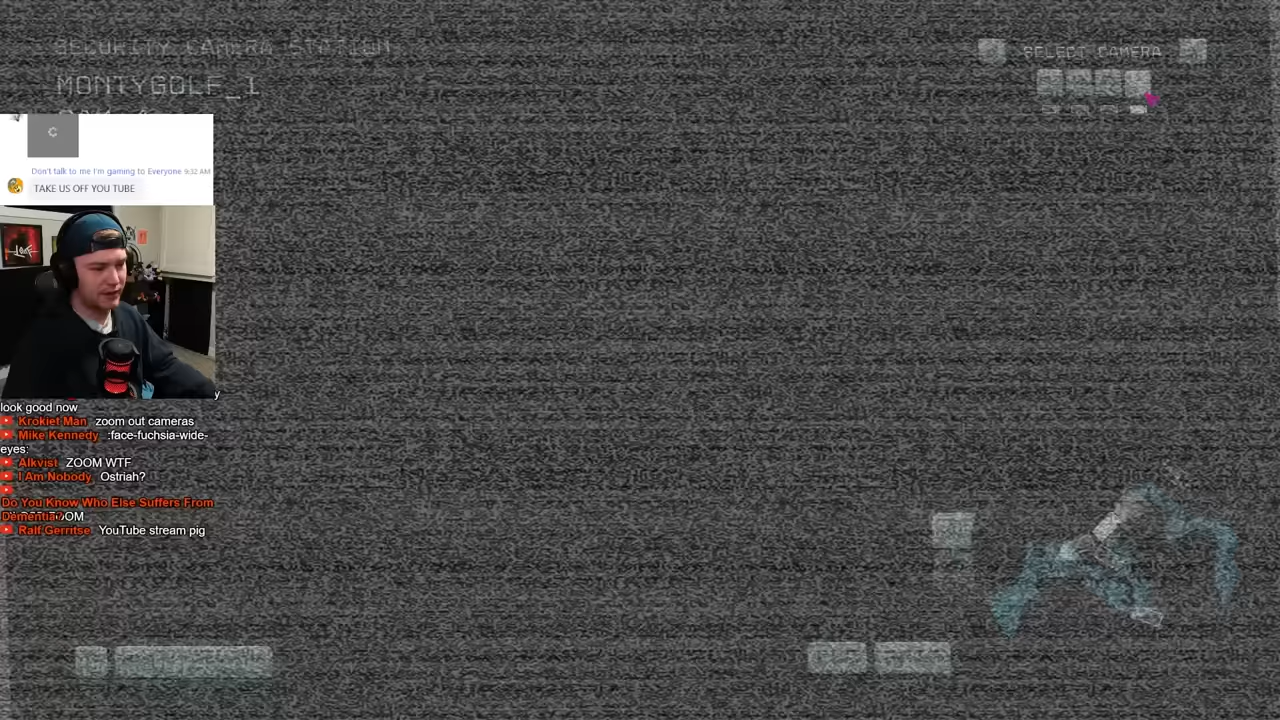 SECURITY CAMERA STATION
MONTYGOLF_1
SELECT CAMERA
C
Don't talk to me I'm gaming to Everyone 9:32 AM
TAKE US OFF YOU TUBE
y
look good now
Krokiet Man zoom out cameras
Mike Kennedy :face-fuchsia-wide-
eyes:
Alkvist ZOOM WTF
I Am Nobody Ostriah?
Do You Know Who Else Suffers From
Dementia?
Ralf Gerritse YouTube stream pig